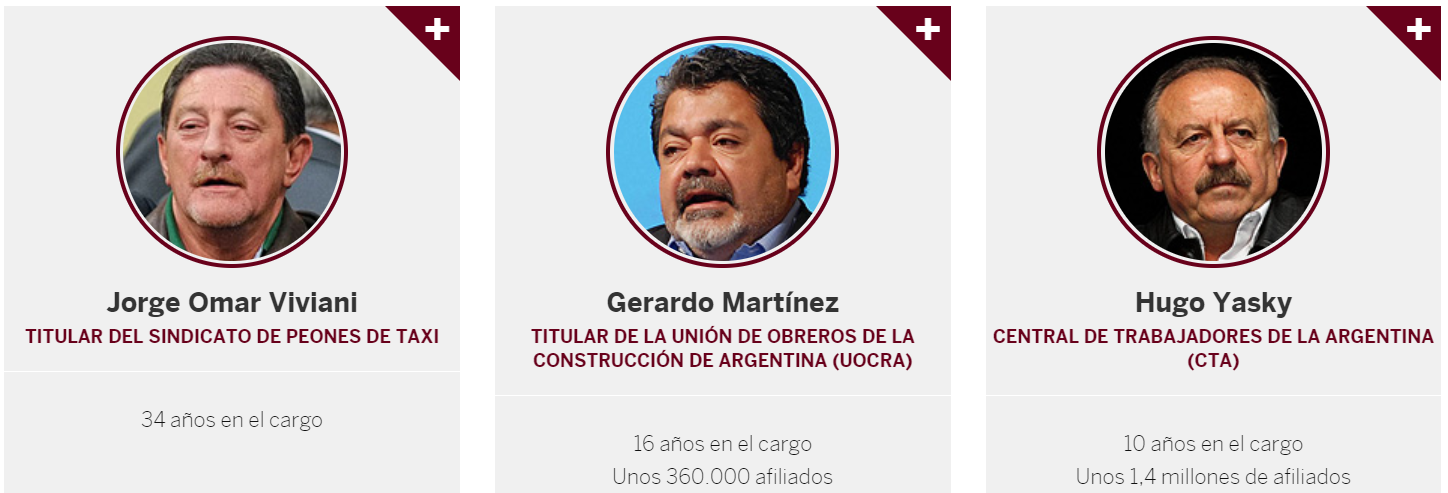 Jorge Omar Viviani
TITULAR DEL SINDICATO DE PEONES DE TAXI
34 años en el cargo
Gerardo Martínez
TITULAR DE LA UNIÓN DE OBREROS DE LA
CONSTRUCCIÓN DE ARGENTINA (UOCRA)
16 años en el cargo
Unos 360.000 afiliados
Hugo Yasky
CENTRAL DE TRABAJADORES DE LA ARGENTINA
(CTA)
10 años en el cargo
Unos 1,4 millones de afiliados